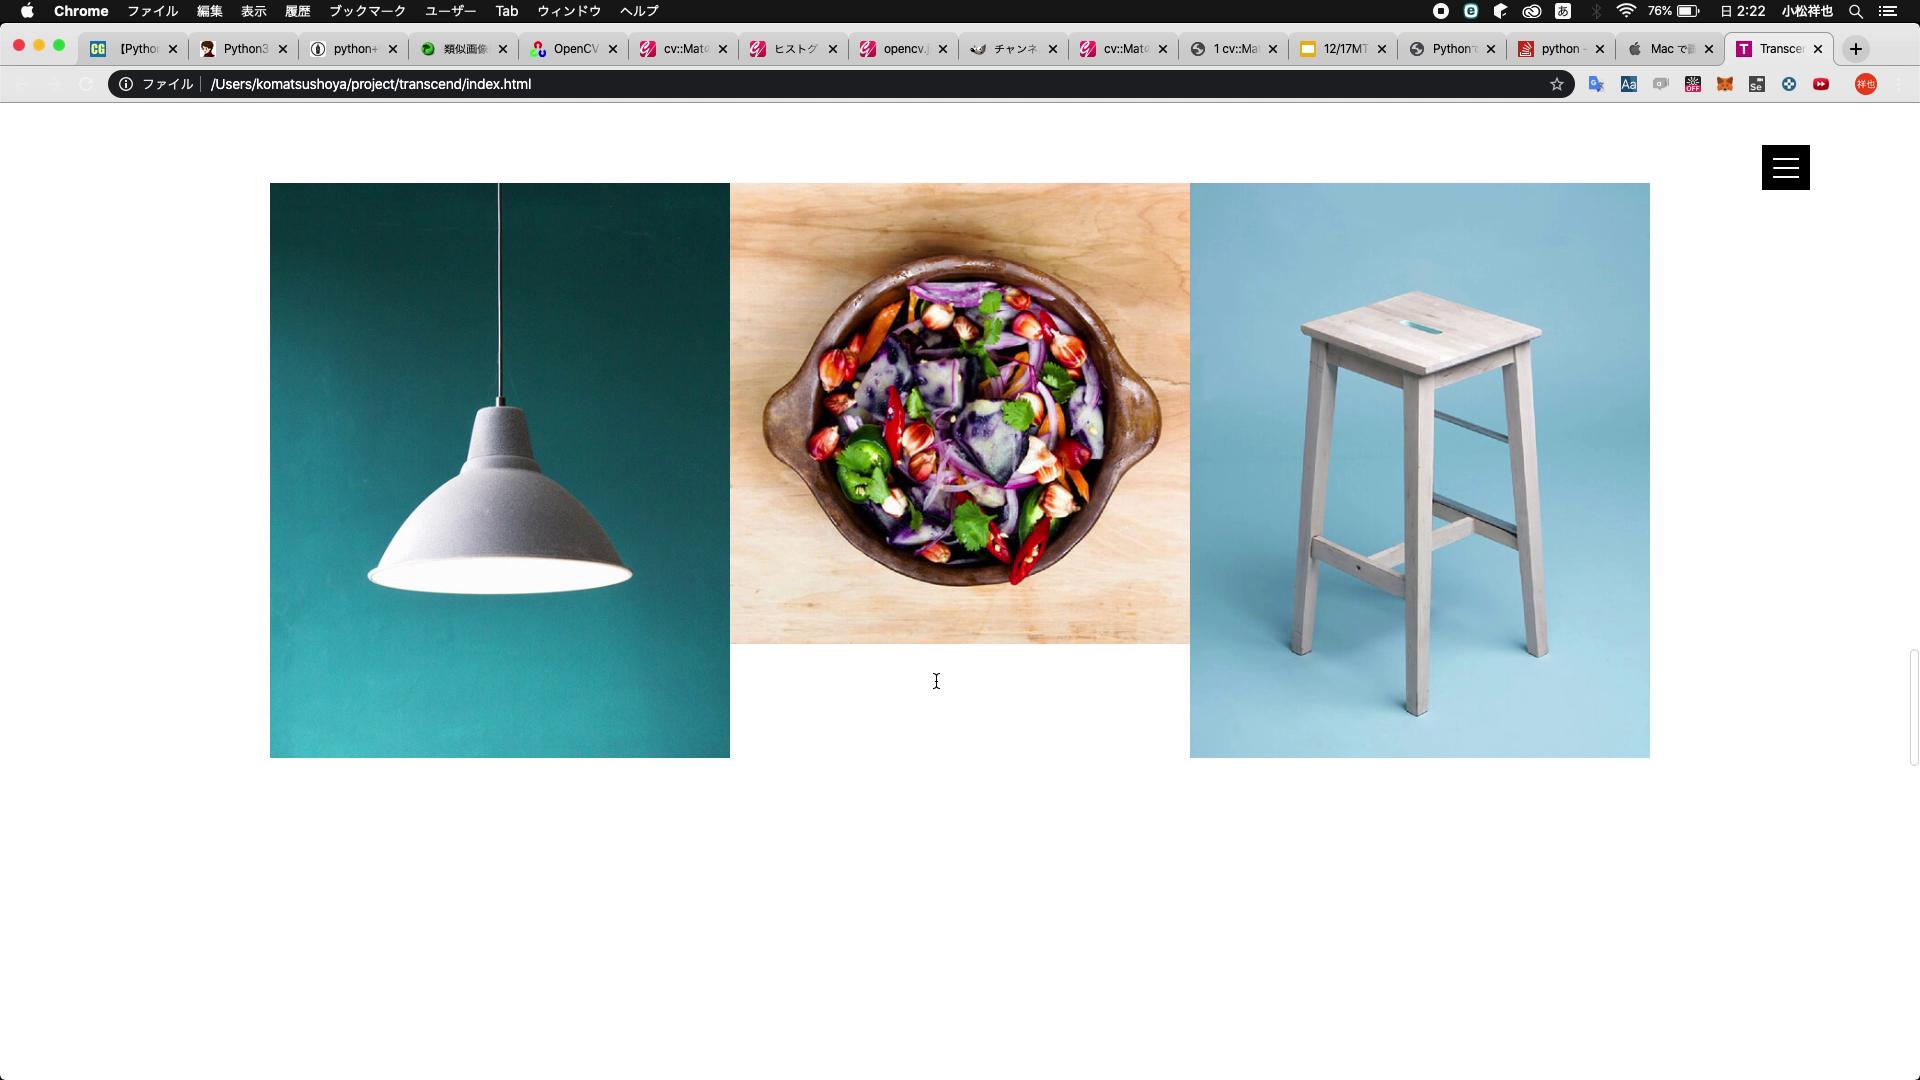 Chrome ファイル 編集 表示 履歴 ブックマーク ユーザー Tab ウィンドウ ヘルプ 76% 日 2:22 小松祥也
【Pytho Python3 python+ 類似画像 OpenCV cv::Mat ヒストグ opencv. チャンネ cv::Mat 1 cv::Ma 12/17MT Python python - Mac で Transce
ファイル /Users/komatsushoya/project/transcend/index.html